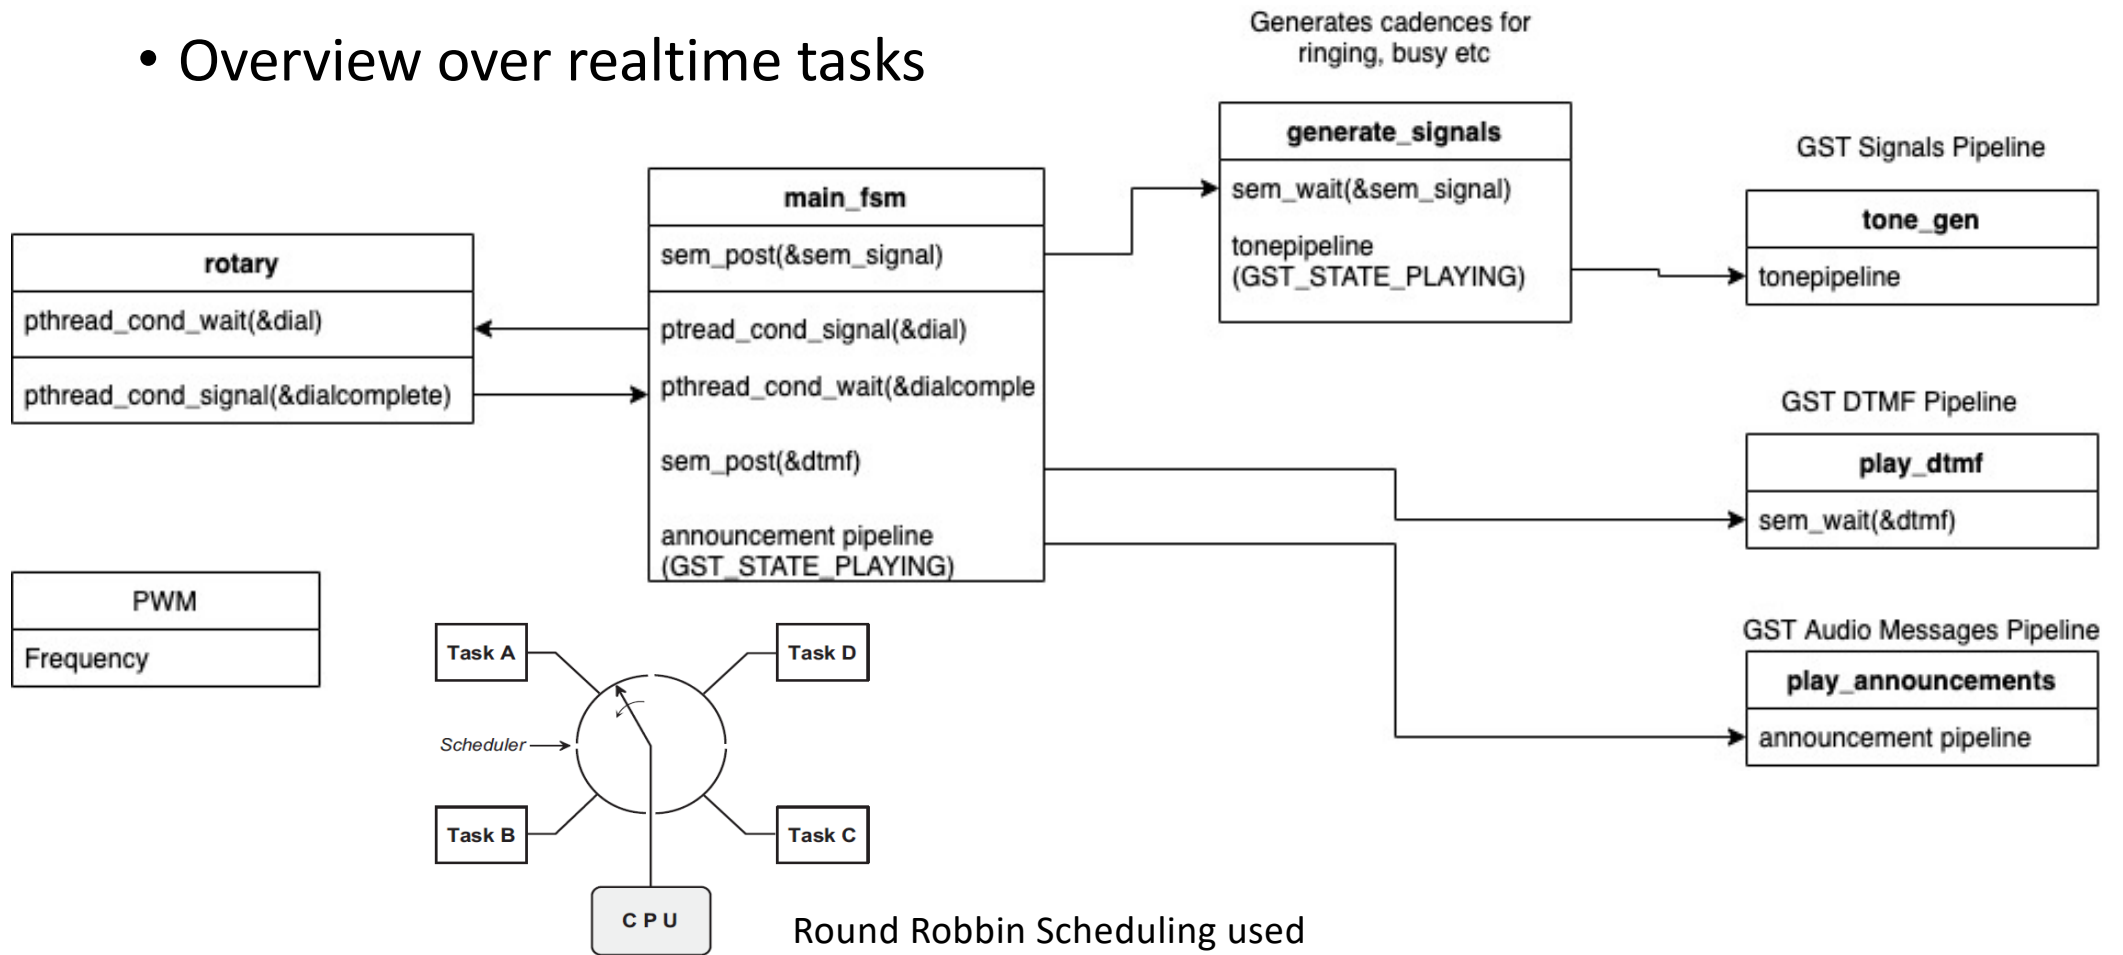 • Overview over realtime tasks
Generates cadences for
ringing, busy etc
generate_signals
sem_wait(&sem_signal)
tonepipeline
(GST_STATE_PLAYING)
GST Signals Pipeline
tone_gen
tonepipeline
main_fsm
sem_post(&sem_signal)
ptread_cond_signal(&dial)
pthread_cond_wait(&dialcomple
sem_post(&dtmf)
announcement pipeline
(GST_STATE_PLAYING)
rotary
pthread_cond_wait(&dial)
pthread_cond_signal(&dialcomplete)
GST DTMF Pipeline
play_dtmf
sem_wait(&dtmf)
PWM
Frequency
GST Audio Messages Pipeline
play_announcements
announcement pipeline
Task A
Task D
Scheduler
Task B
Task C
CPU
Round Robbin Scheduling used